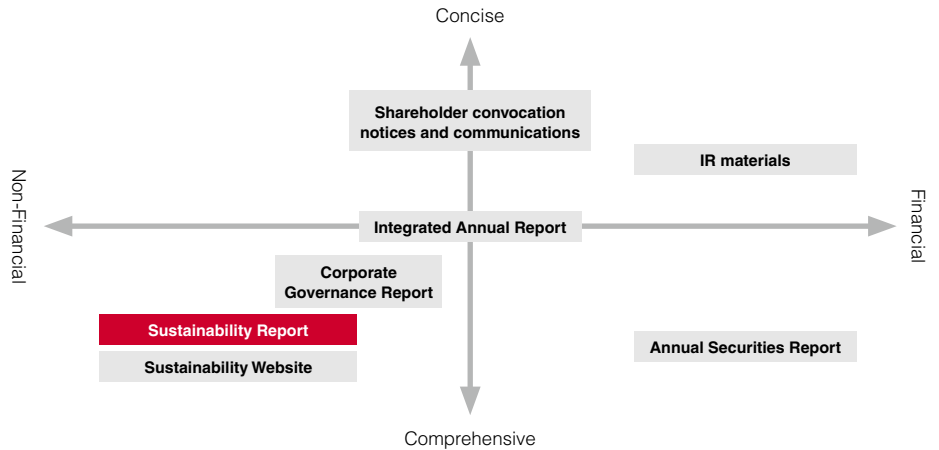 Concise
Shareholder convocation
notices and communications
IR materials
Non-Financial
Integrated Annual Report
Financial
Corporate
Governance Report
Sustainability Report
Annual Securities Report
Sustainability Website
Comprehensive